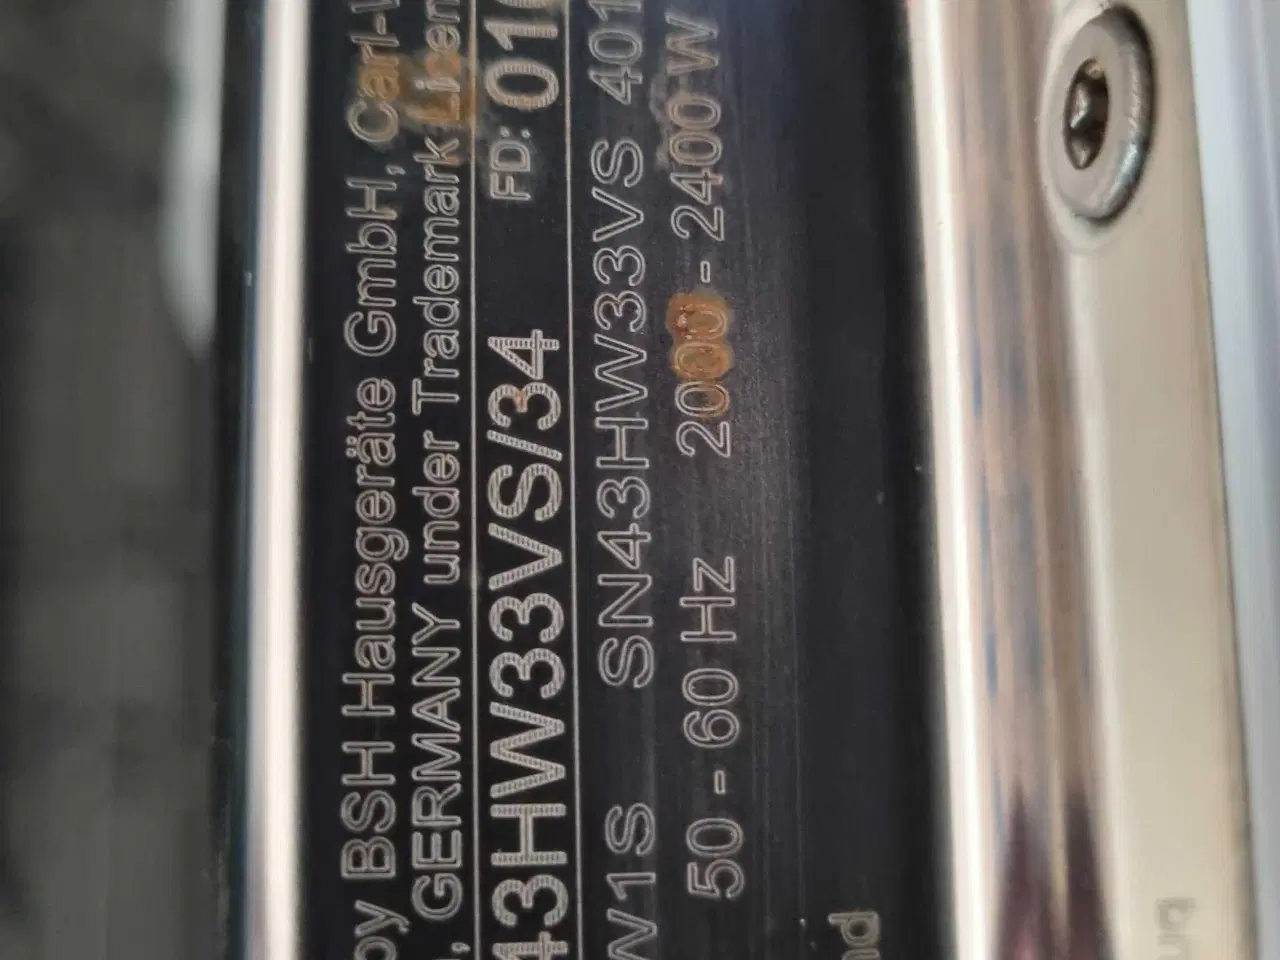 by BSH Hausgeräte GmbH, Carl-
GERMANY under Trademark Licen
43HW33VS/34 FD: 01
W1S SN43HW33VS 401
50 - 60 Hz 2000 - 2400 W
nd